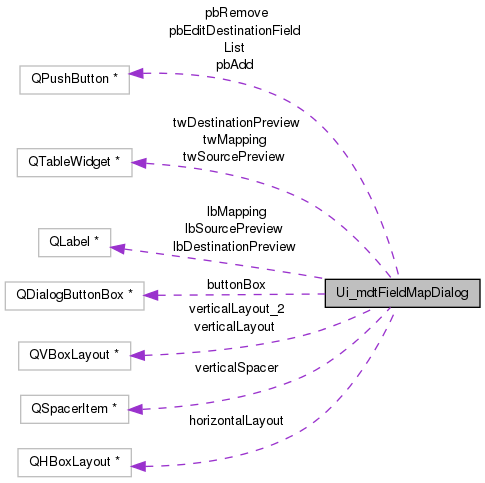 pbRemove
pbEditDestinationField
List
pbAdd
QPushButton *
twDestinationPreview
twMapping
twSourcePreview
QTableWidget *
lbMapping
lbSourcePreview
lbDestinationPreview
QLabel *
buttonBox
QDialogButtonBox *
Ui_mdtFieldMapDialog
verticalLayout_2
verticalLayout
QVBoxLayout *
verticalSpacer
QSpacerItem *
horizontalLayout
QHBoxLayout *